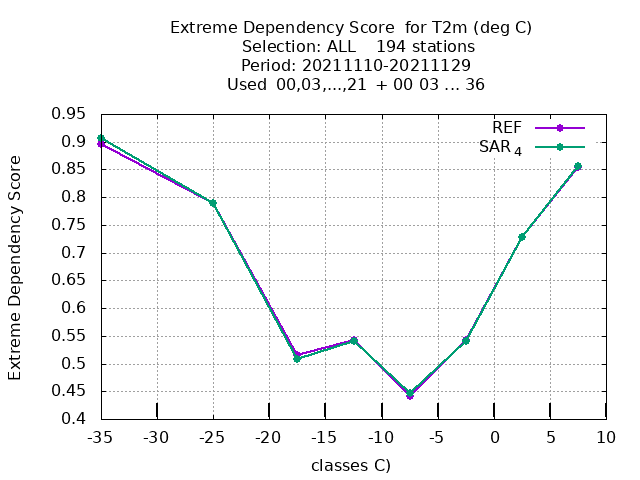 Extreme Dependency Score  for T2m (deg C)
Selection: ALL    194 stations
Period: 20211110-20211129
Used  00,03,...,21  + 00 03 ... 36
REF
SAR 4
Extreme Dependency Score
0.95
0.9
0.85
0.8
0.75
0.7
0.65
0.6
0.55
0.5
0.45
0.4
-35 -30 -25 -20 -15 -10 -5 0 5 10
classes C)